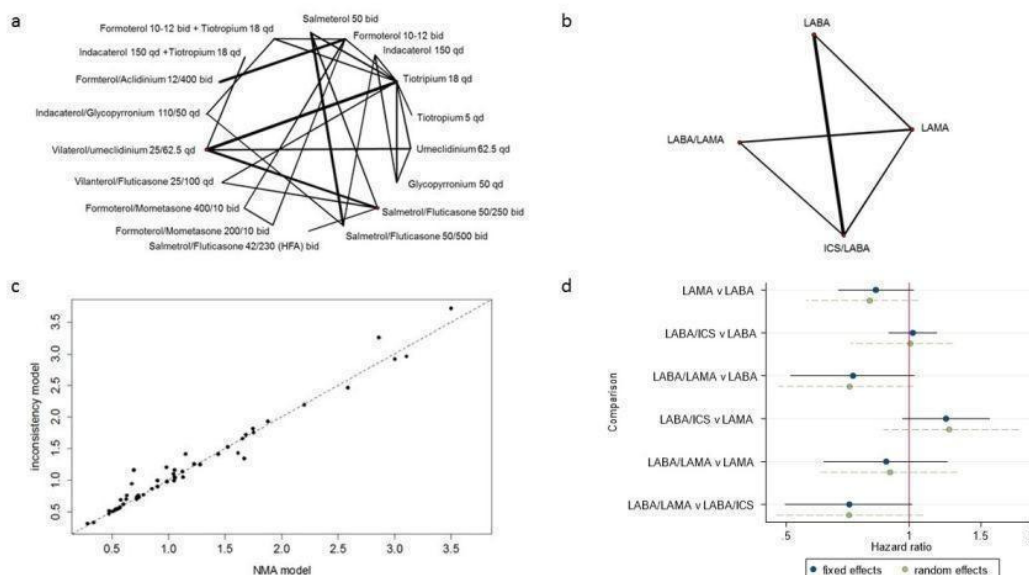 a
Salmeterol 50 bid
Formoterol 10-12 bid + Tiotropium 18 qd
Formoterol 10-12 bid
Indacaterol 150 qd
Indacaterol 150 qd +Tiotropium 18 qd
Tiotripium 18 qd
Formterol/Aclidinium 12/400 bid
Indacaterol/Glycopyrronium 110/50 qd
Tiotropium 5 qd
Vilaterol/umeclidinium 25/62.5 qd
Umeclidinium 62.5 qd
Vilanterol/Fluticasone 25/100 qd
Glycopyrronium 50 qd
Formoterol/Mometasone 400/10 bid
Salmetrol/Fluticasone 50/250 bid
Formoterol/Mometasone 200/10 bid
Salmetrol/Fluticasone 50/500 bid
Salmetrol/Fluticasone 42/230 (HFA) bid
b
LABA
LAMA
LABA/LAMA
ICS/LABA
c
inconsistency model
3.5
3.0
2.5
2.0
1.5
1.0
0.5
0.5 1.0 1.5 2.0 2.5 3.0 3.5
NMA model
d
Comparison
LAMA v LABA
LABA/ICS v LABA
LABA/LAMA v LABA
LABA/ICS v LAMA
LABA/LAMA v LAMA
LABA/LAMA v LABA/ICS
.5 1 1.5
Hazard ratio
fixed effects random effects